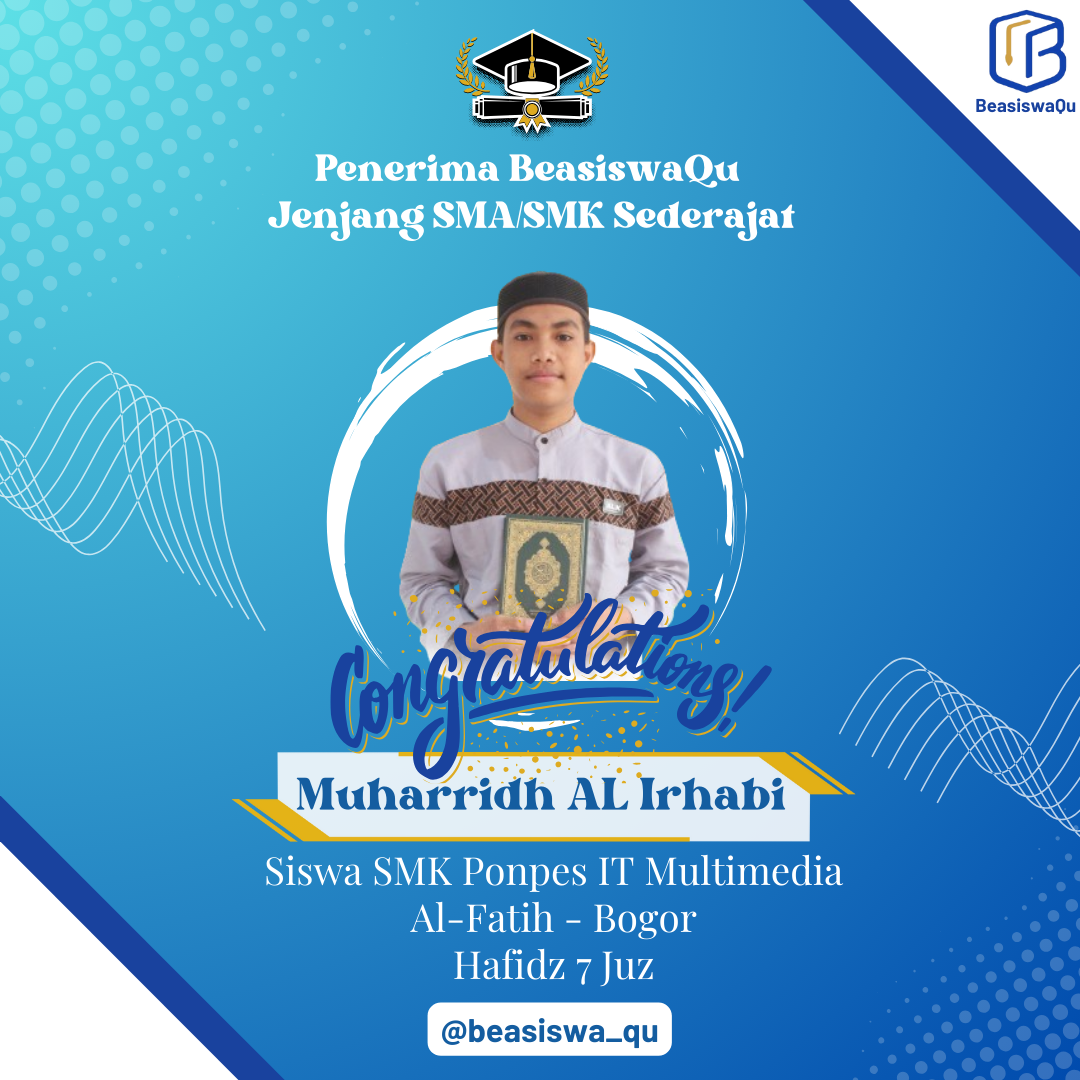 BeasiswaQu
Penerima BeasiswaQu
Jenjang SMA/SMK Sederajat
Congratulations!
Muharridh AL Irhabi
Siswa SMK Ponpes IT Multimedia
Al-Fatih - Bogor
Hafidz 7 Juz
@beasiswa_qu